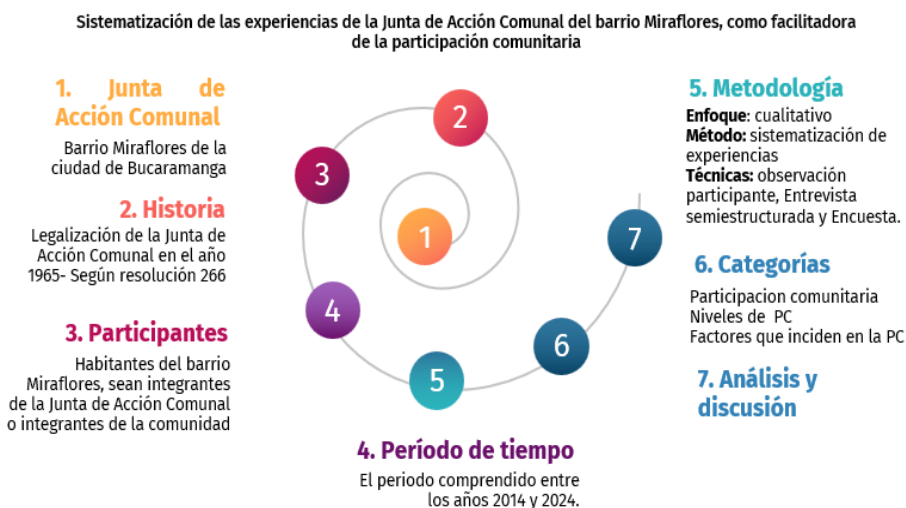 Sistematización de las experiencias de la Junta de Acción Comunal del barrio Miraflores, como facilitadora
de la participación comunitaria
1. Junta de
Acción Comunal
Barrio Miraflores de la
ciudad de Bucaramanga
2. Historia
Legalización de la Junta de
Acción Comunal en el año
1965- Según resolución 266
3. Participantes
Habitantes del barrio
Miraflores, sean integrantes
de la Junta de Acción Comunal
o integrantes de la comunidad
1
2
3
4
5
6
7
4. Período de tiempo
El periodo comprendido entre
los años 2014 y 2024.
5. Metodología
Enfoque: cualitativo
Método: sistematización de
experiencias
Técnicas: observación
participante, Entrevista
semiestructurada y Encuesta.
6. Categorías
Participacion comunitaria
Niveles de PC
Factores que inciden en la PC
7. Análisis y
discusión